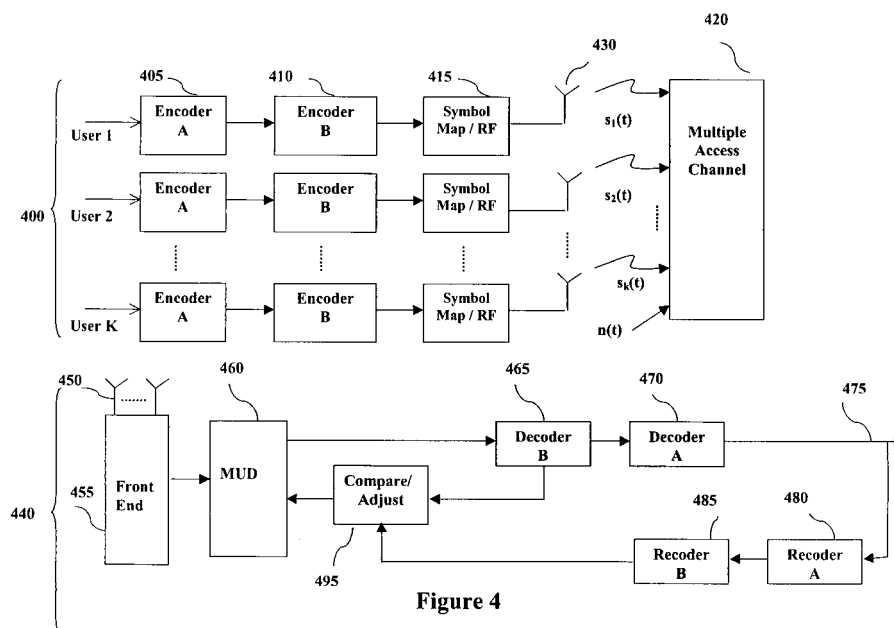 420
430
405
410
415
400
User 1
Encoder
A
Encoder
B
Symbol
Map / RF
s1(t)
Multiple
Access
Channel
User 2
Encoder
A
Encoder
B
Symbol
Map / RF
s2(t)
User K
Encoder
A
Encoder
B
Symbol
Map / RF
sk(t)
n(t)
440
450
455
Front
End
460
MUD
465
Decoder
B
470
Decoder
A
475
Compare/
Adjust
495
485
Recoder
B
480
Recoder
A
Figure 4